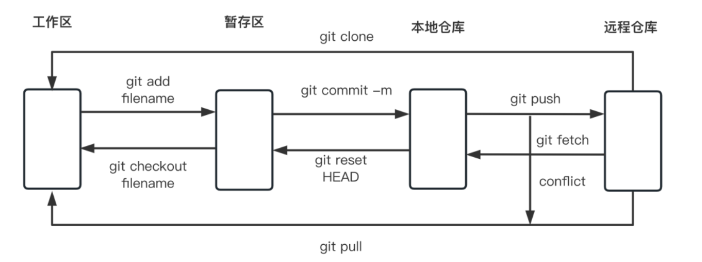 工作区
暂存区
本地仓库
远程仓库
git clone
git add
filename
git commit -m
git push
git checkout
filename
git reset
HEAD
git fetch
conflict
git pull